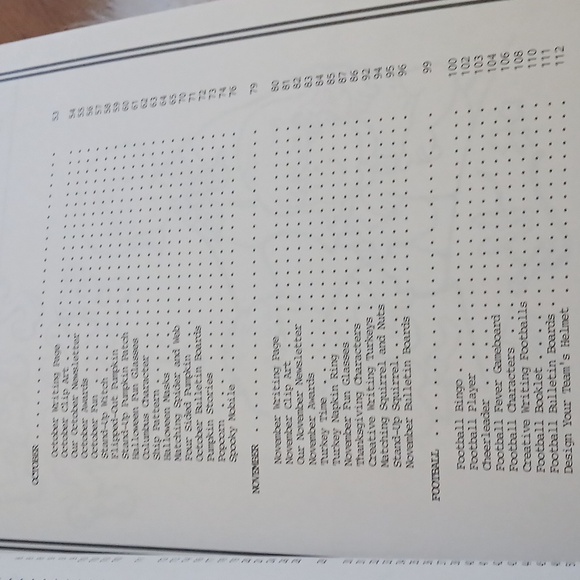 OCTOBER . . . . . . . . . . . . . . . . . . 53
October Writing Page . . . . . . . . . . . 54
October Clip Art . . . . . . . . . . . . . 55
Our October Newsletter . . . . . . . . . . 56
October Awards . . . . . . . . . . . . . . 57
October Fun . . . . . . . . . . . . . . . 58
Stand-Up Witch . . . . . . . . . . . . . . 59
Flipped-Out Pumpkin . . . . . . . . . . . 60
Stand-Up Pumpkin Patch . . . . . . . . . . 61
Halloween Fun Glasses . . . . . . . . . . 62
Columbus Character . . . . . . . . . . . . 63
Ship Pattern . . . . . . . . . . . . . . . 64
Halloween Masks . . . . . . . . . . . . . 65
Matching Spider and Web . . . . . . . . . 70
Four Sided Pumpkin . . . . . . . . . . . . 71
October Bulletin Boards . . . . . . . . . 72
Pumpkin Stories . . . . . . . . . . . . . 73
Popcorn . . . . . . . . . . . . . . . . . 74
Spooky Mobile . . . . . . . . . . . . . . 76
NOVEMBER . . . . . . . . . . . . . . . . . 79
November Writing Page . . . . . . . . . . 80
November Clip Art . . . . . . . . . . . . 81
Our November Newsletter . . . . . . . . . 82
November Awards . . . . . . . . . . . . . 83
Turkey Time . . . . . . . . . . . . . . . 84
Turkey Napkin Ring . . . . . . . . . . . . 85
November Fun Glasses . . . . . . . . . . . 87
Thanksgiving Characters . . . . . . . . .
Creative Writing Turkeys . . . . . . . . . 92
Matching Squirrel and Nuts . . . . . . . . 94
Stand-Up Squirrel . . . . . . . . . . . . 95
November Bulletin Boards . . . . . . . . . 96
FOOTBALL . . . . . . . . . . . . . . . . . 99
Football Bingo . . . . . . . . . . . . . . 100
Football Player . . . . . . . . . . . . . 102
Cheerleader . . . . . . . . . . . . . . . 103
Football Fever Gameboard . . . . . . . . . 104
Football Characters . . . . . . . . . . . 106
Creative Writing Footballs . . . . . . . . 108
Football Booklet . . . . . . . . . . . . . 110
Football Bulletin Boards . . . . . . . . . 111
Design Your Team's Helmet . . . . . . . . 112